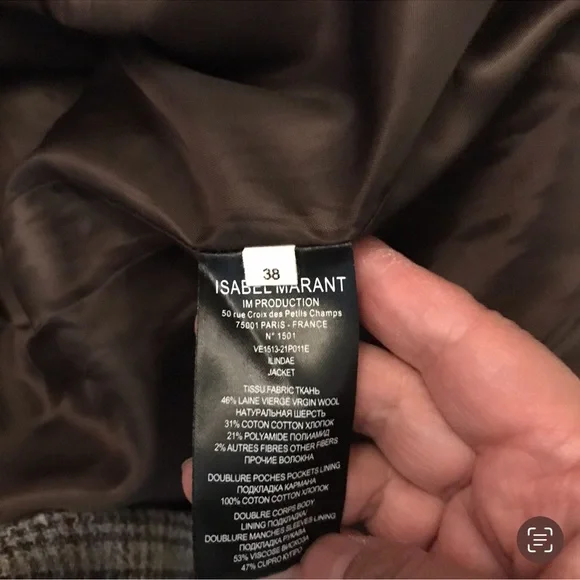 38
ISABEL MARANT
IM PRODUCTION
50 rue Croix des Petits Champs
75001 PARIS - FRANCE
N° 1501
VE1513-21P011E
ILINDAE
JACKET
TISSU FABRIC ТКАНЬ
46% LAINE VIERGE VIRGIN WOOL
НАТУРАЛЬНАЯ ШЕРСТЬ
31% COTON COTTON ХЛОПОК
21% POLYAMIDE ПОЛИАМИД
2% AUTRES FIBRES OTHER FIBERS
ПРОЧИЕ ВОЛОКНА
DOUBLURE POCHES POCKETS LINING
ПОДКЛАДКА КАРМАНА
100% COTON COTTON ХЛОПОК
DOUBLRE CORPS BODY
LINING ПОДКЛАДКА/
DOUBLURE MANCHES SLEEVES LINING
ПОДКЛАДКА РУКАВА
53% VISCOSE ВИСКОЗА
47% CUPRO КУПРО